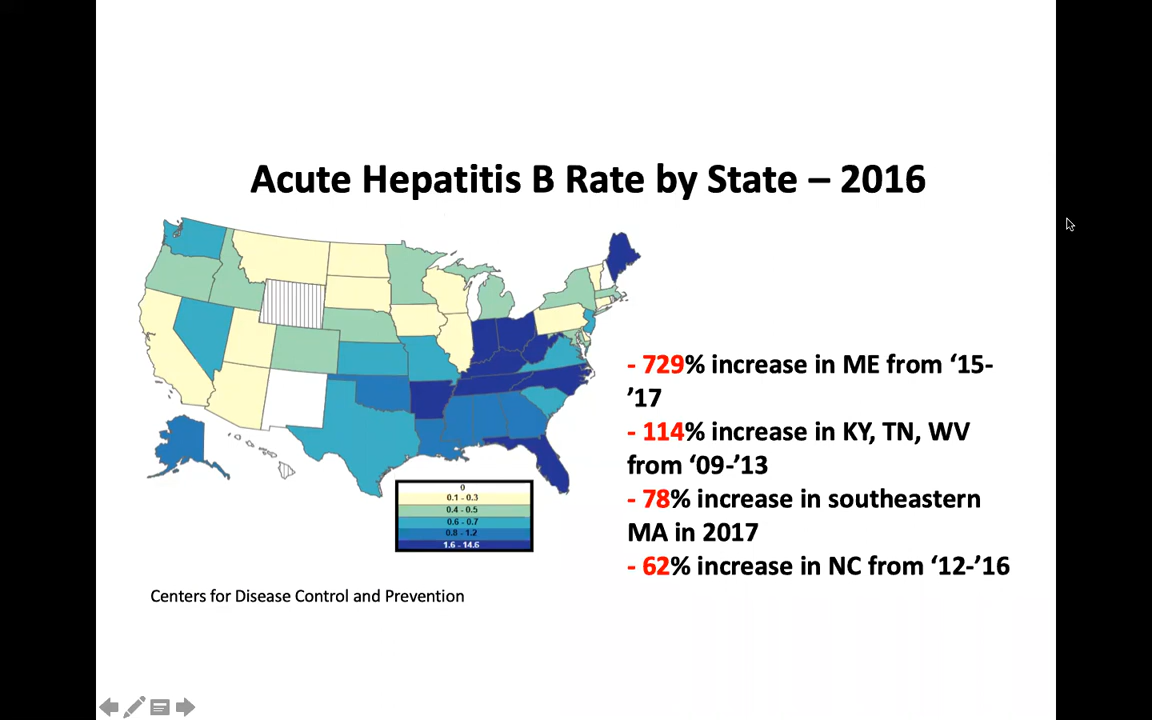 Acute Hepatitis B Rate by State – 2016
- 729% increase in ME from ‘15-
’17
- 114% increase in KY, TN, WV
from ‘09-’13
- 78% increase in southeastern
MA in 2017
- 62% increase in NC from ‘12-’16
0
0.1 - 0.3
0.4 - 0.5
0.6 - 0.7
0.8 - 1.2
1.6 - 14.6
Centers for Disease Control and Prevention